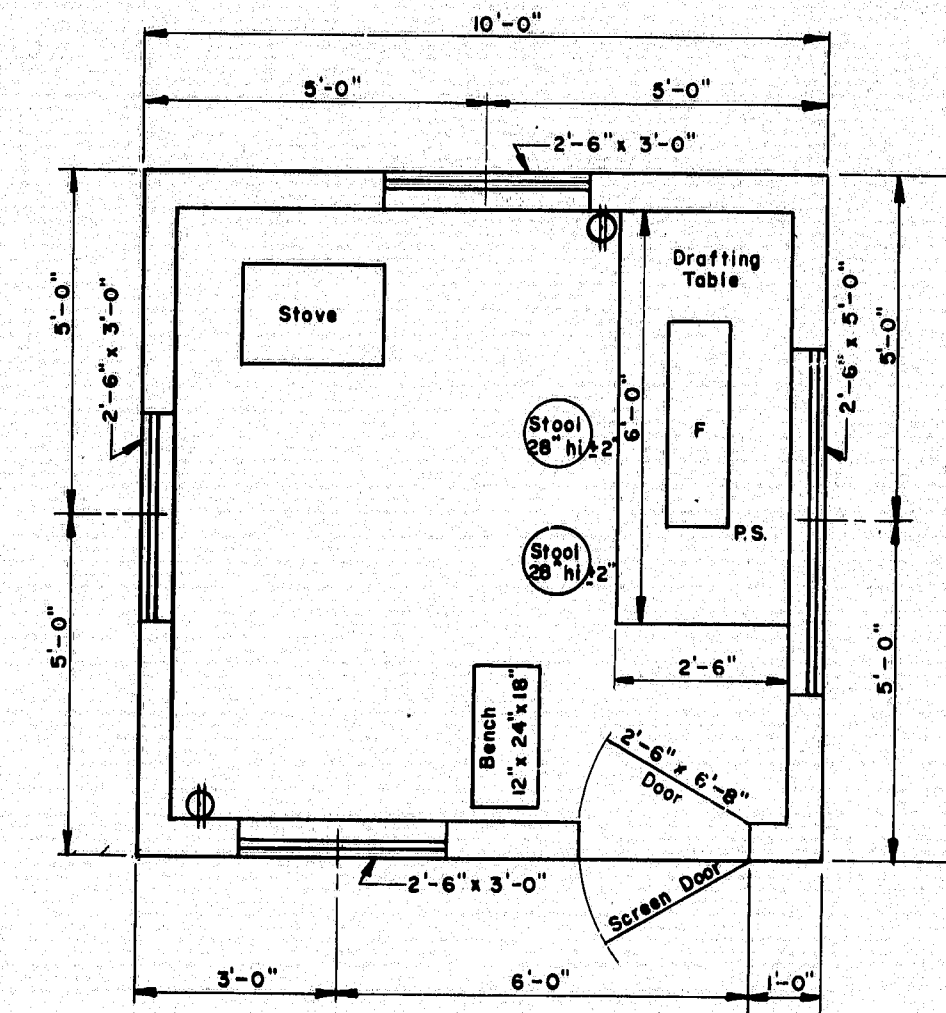 10'-0"
5'-0"
5'-0"
2'-6" x 3'-0"
5'-0"
2'-6" x 3'-0"
Stove
Drafting
Table
6'-0"
F
2'-6" x 5'-0"
5'-0"
Stool
28" hi ±2"
P.S.
Stool
28" hi ±2"
5'-0"
2'-6"
5'-0"
Bench
12" x 24" x 18"
2'-6" x 6'-8"
Door
2'-6" x 3'-0"
Screen Door
3'-0"
6'-0"
1'-0"